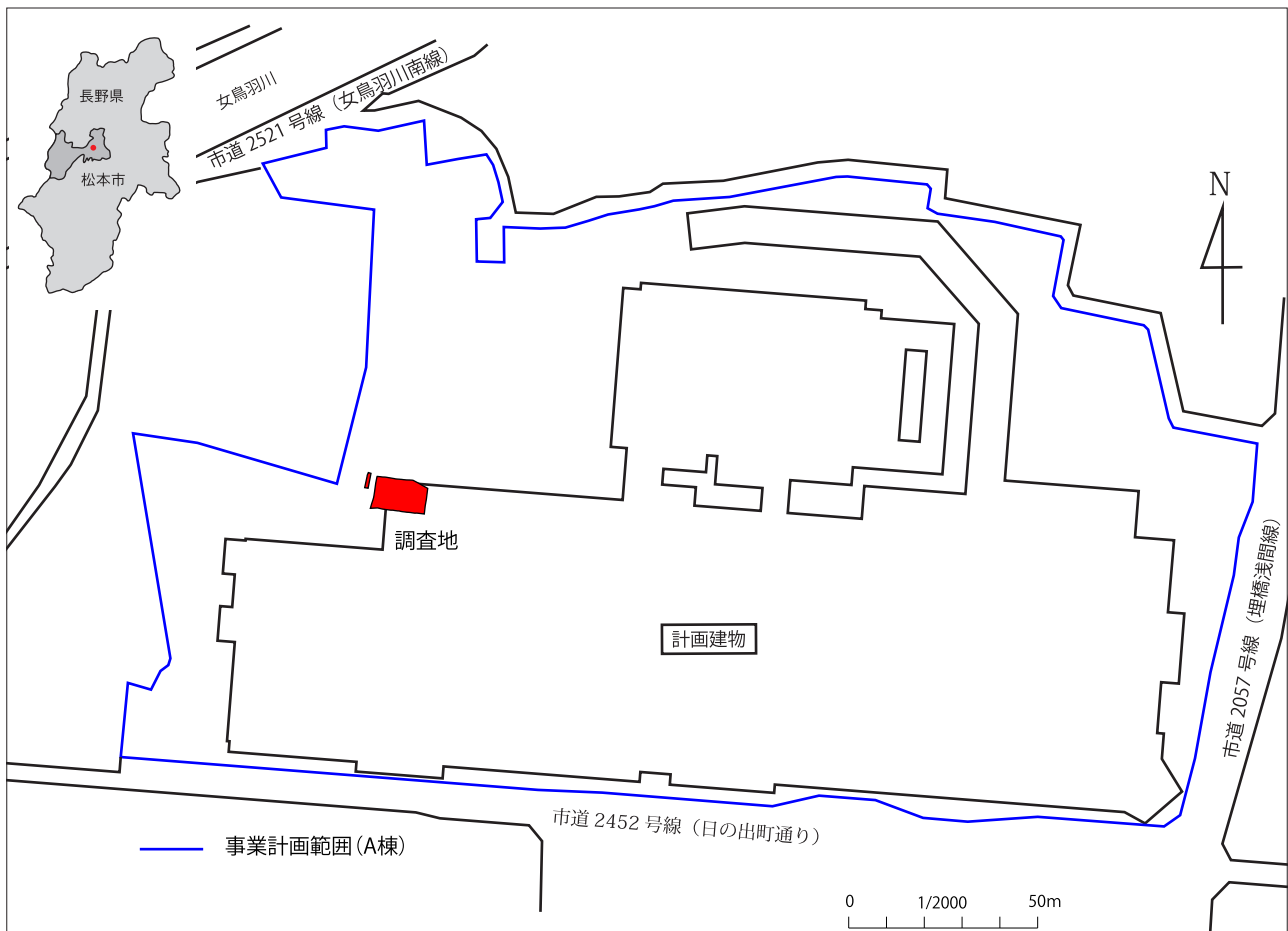 長野県
松本市
女鳥羽川
市道 2521 号線（女鳥羽川南線）
N
調査地
計画建物
市道 2057 号線（埋橋浅間線）
市道 2452 号線（日の出町通り）
事業計画範囲(A棟)
0 1/2000 50m